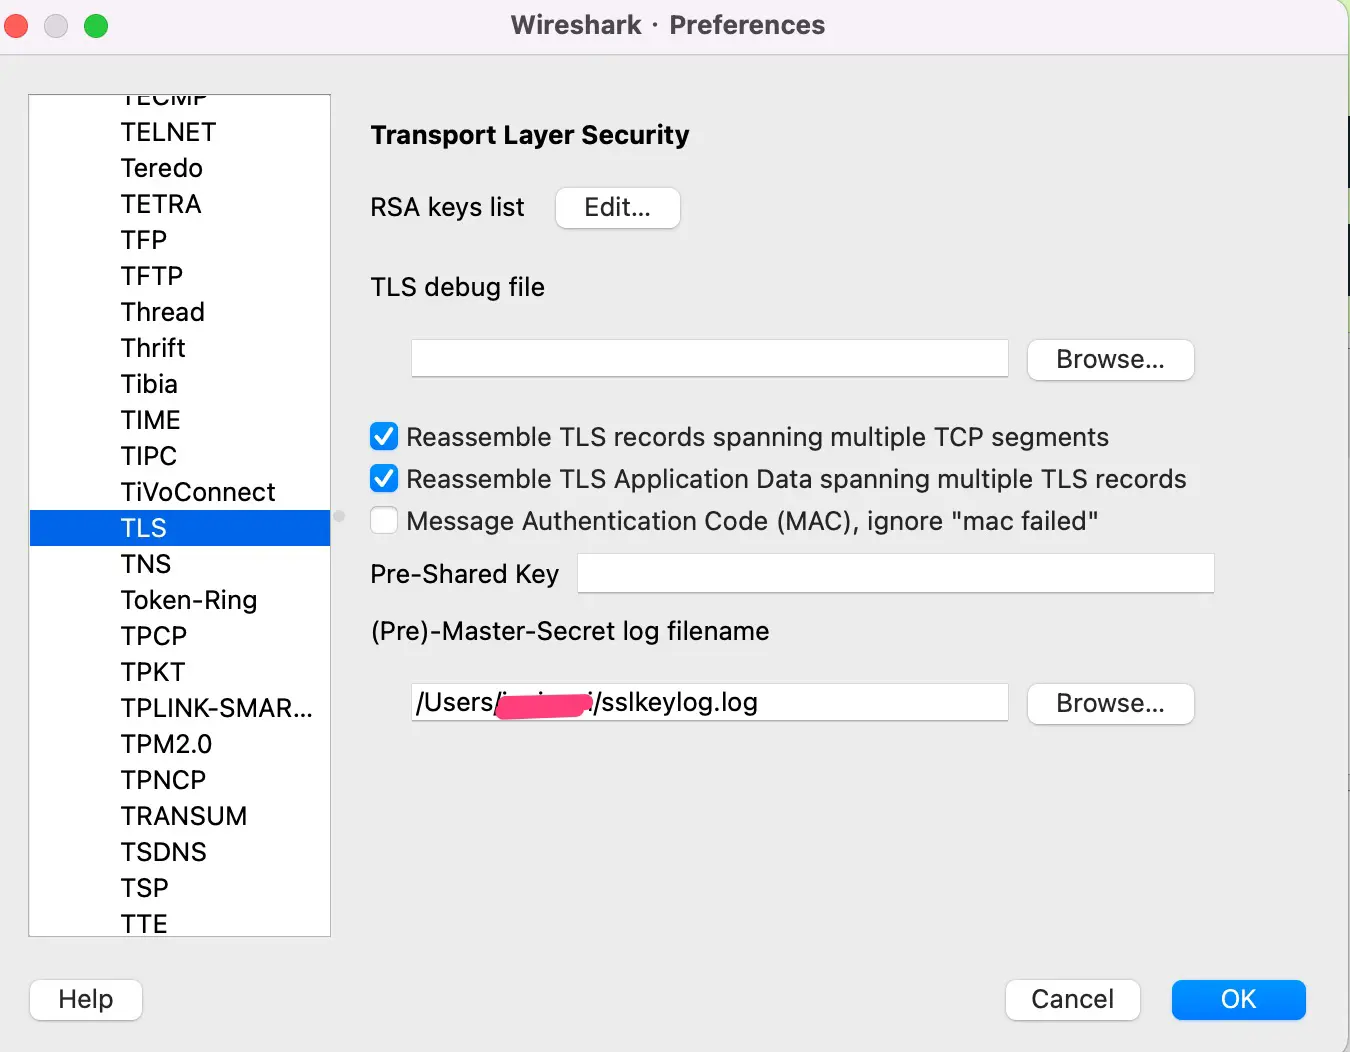 Wireshark · Preferences
TECMP
TELNET
Teredo
TETRA
TFP
TFTP
Thread
Thrift
Tibia
TIME
TIPC
TiVoConnect
TLS
TNS
Token-Ring
TPCP
TPKT
TPLINK-SMAR...
TPM2.0
TPNCP
TRANSUM
TSDNS
TSP
TTE
Transport Layer Security
RSA keys list Edit...
TLS debug file
Browse...
Reassemble TLS records spanning multiple TCP segments
Reassemble TLS Application Data spanning multiple TLS records
Message Authentication Code (MAC), ignore "mac failed"
Pre-Shared Key
(Pre)-Master-Secret log filename
/Users/ /sslkeylog.log Browse...
Help Cancel OK